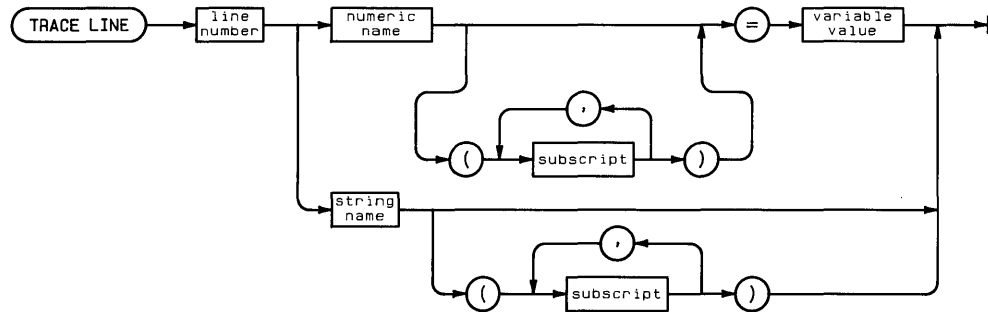 TRACE LINE
line
number
numeric
name
=
variable
value
(
,
subscript
)
string
name
(
,
subscript
)